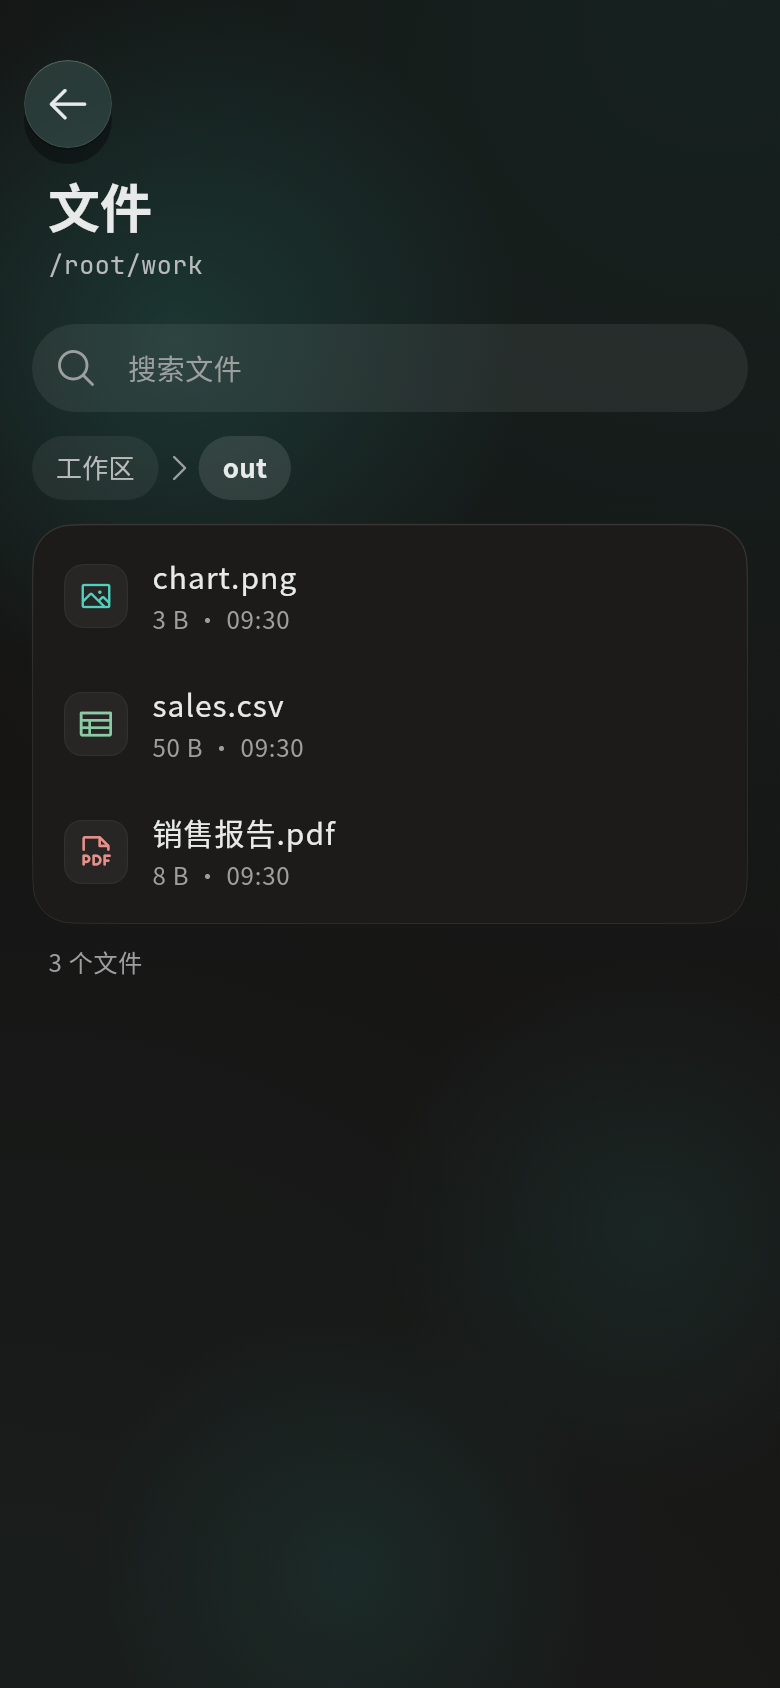 文件
/root/work
搜索文件
工作区 out
chart.png
3 B • 09:30
sales.csv
50 B • 09:30
销售报告.pdf
PDF
8 B • 09:30
3 个文件